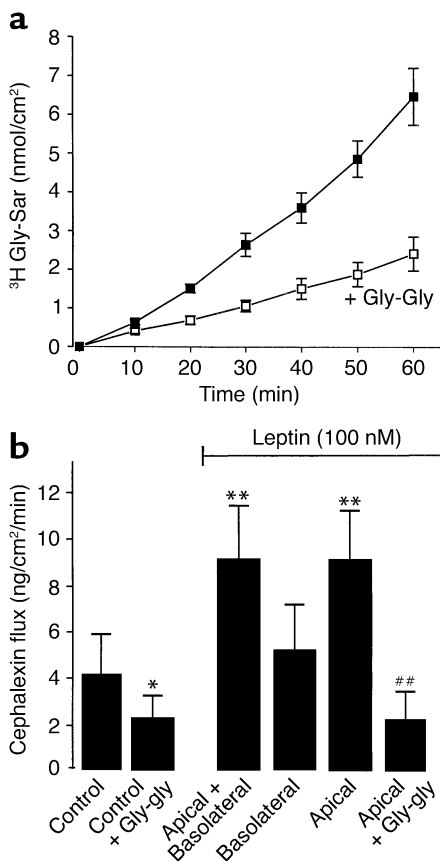 a
8
7
6
5
4
3
2
1
0
³H Gly-Sar (nmol/cm²)
+ Gly-Gly
0 10 20 30 40 50 60
Time (min)
b
Leptin (100 nM)
12
10
8
6
4
2
0
Cephalexin flux (ng/cm²/min)
*
**
**
##
Control
Control
+ Gly-gly
Apical +
Basolateral
Basolateral
Apical
Apical
+ Gly-gly